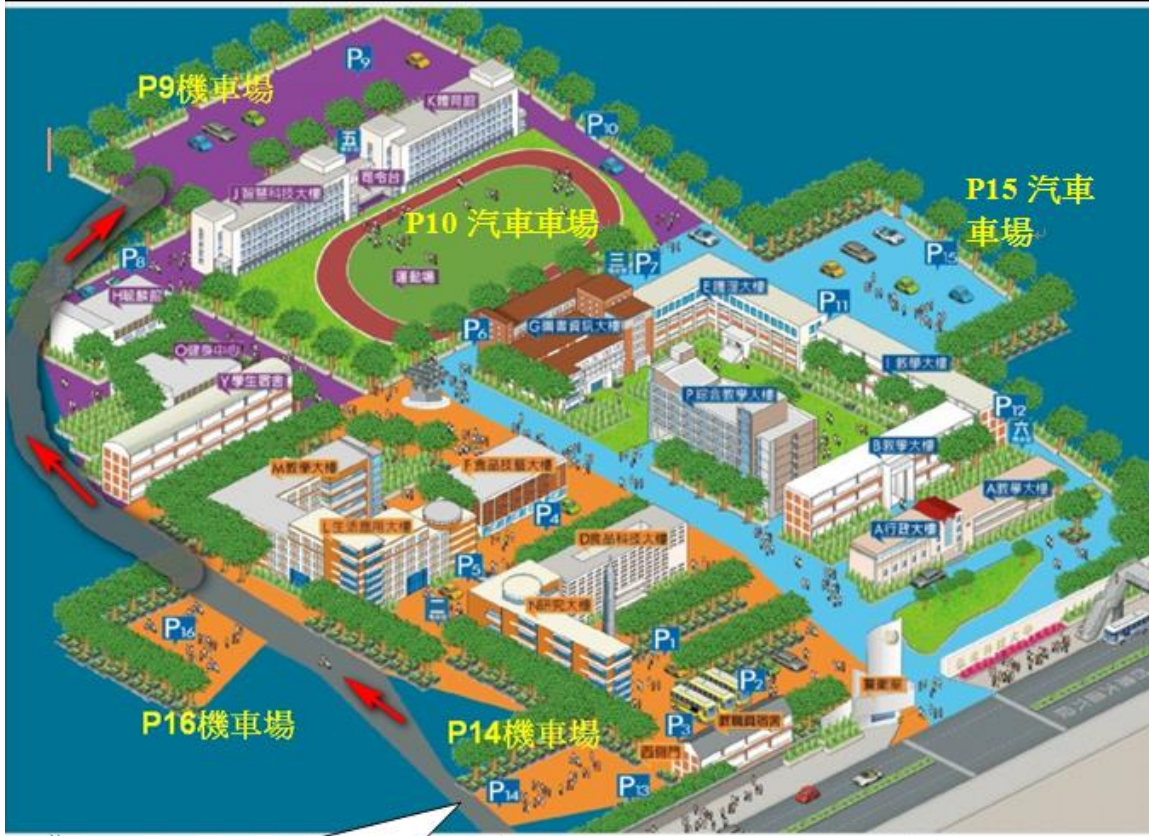 P9
P9機車場
K體育館
P10
五
司令台
J智慧科技大樓
P15 汽車
車場
P10 汽車車場
P8
運動場
三
P7
P15
E護理大樓
P11
H
G圖書資訊大樓
P6
O健身中心
I教學大樓
Y學生宿舍
P綜合教學大樓
P12
六
B教學大樓
M教學大樓
F食品技藝大樓
A教學大樓
P4
L生活應用大樓
A行政大樓
D食品科技大樓
P5
二
N研究大樓
P16
P1
P2
警衛室
P16機車場
P14機車場
P3
教職員宿舍
西側門
P14
P13